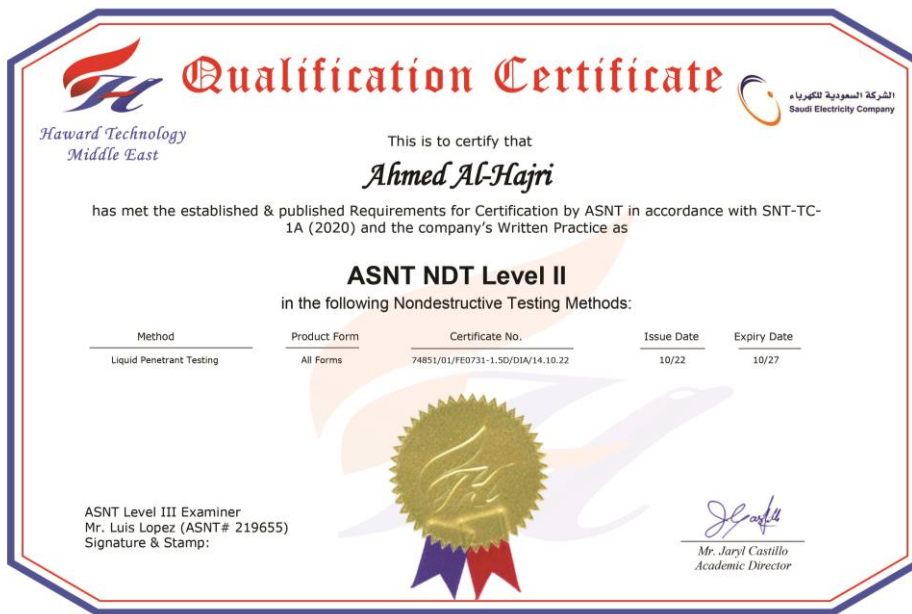 Qualification Certificate
Haward Technology
Middle East
الشركة السعودية للكهرباء
Saudi Electricity Company
This is to certify that
Ahmed Al-Hajri
has met the established & published Requirements for Certification by ASNT in accordance with SNT-TC-
1A (2020) and the company's Written Practice as
ASNT NDT Level II
in the following Nondestructive Testing Methods:
Method Product Form Certificate No. Issue Date Expiry Date
Liquid Penetrant Testing All Forms 74851/01/FE0731-1.5D/DIA/14.10.22 10/22 10/27
ASNT Level III Examiner
Mr. Luis Lopez (ASNT# 219655)
Signature & Stamp:
Mr. Jaryl Castillo
Academic Director